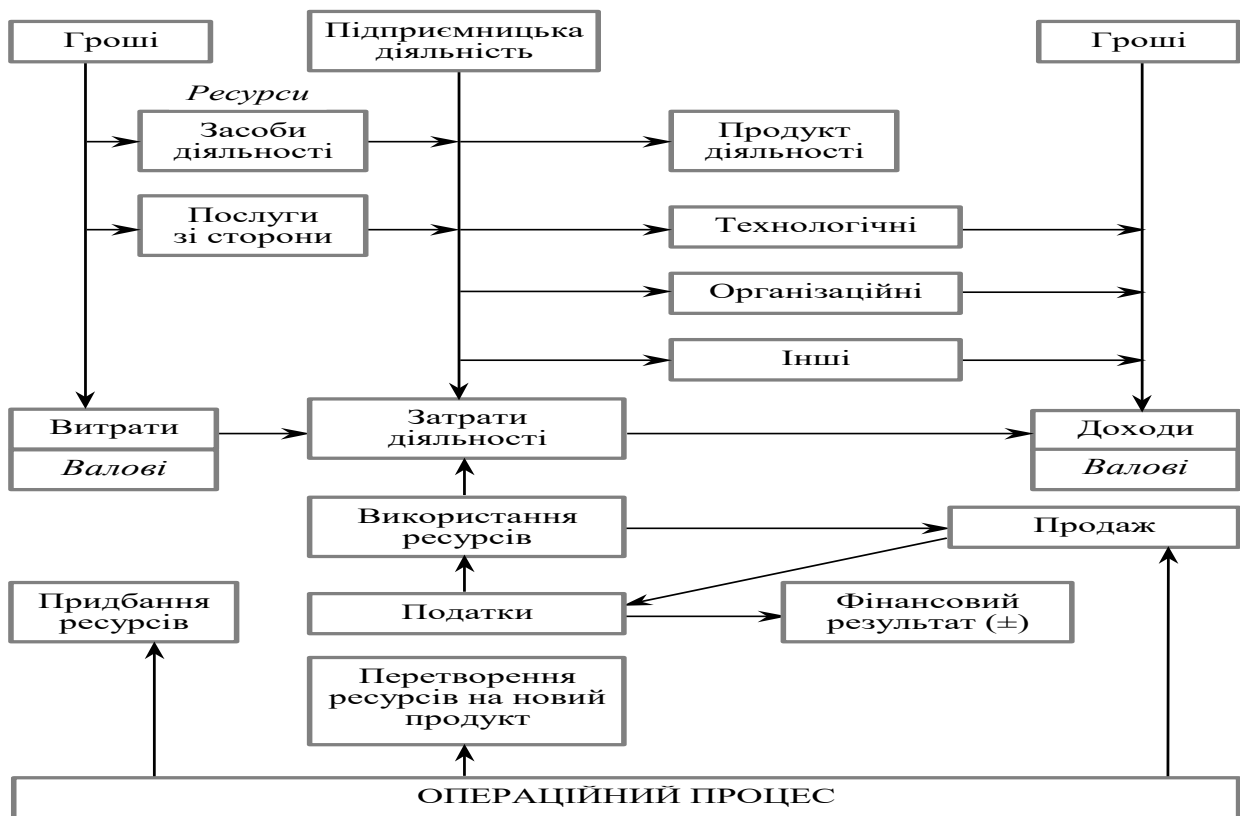 Гроші
Підприємницька
діяльність
Гроші
Ресурси
Засоби
діяльності
Продукт
діяльності
Послуги
зі сторони
Технологічні
Організаційні
Інші
Витрати
Валові
Затрати
діяльності
Доходи
Валові
Використання
ресурсів
Продаж
Придбання
ресурсів
Податки
Фінансовий
результат (±)
Перетворення
ресурсів на новий
продукт
ОПЕРАЦІЙНИЙ ПРОЦЕС